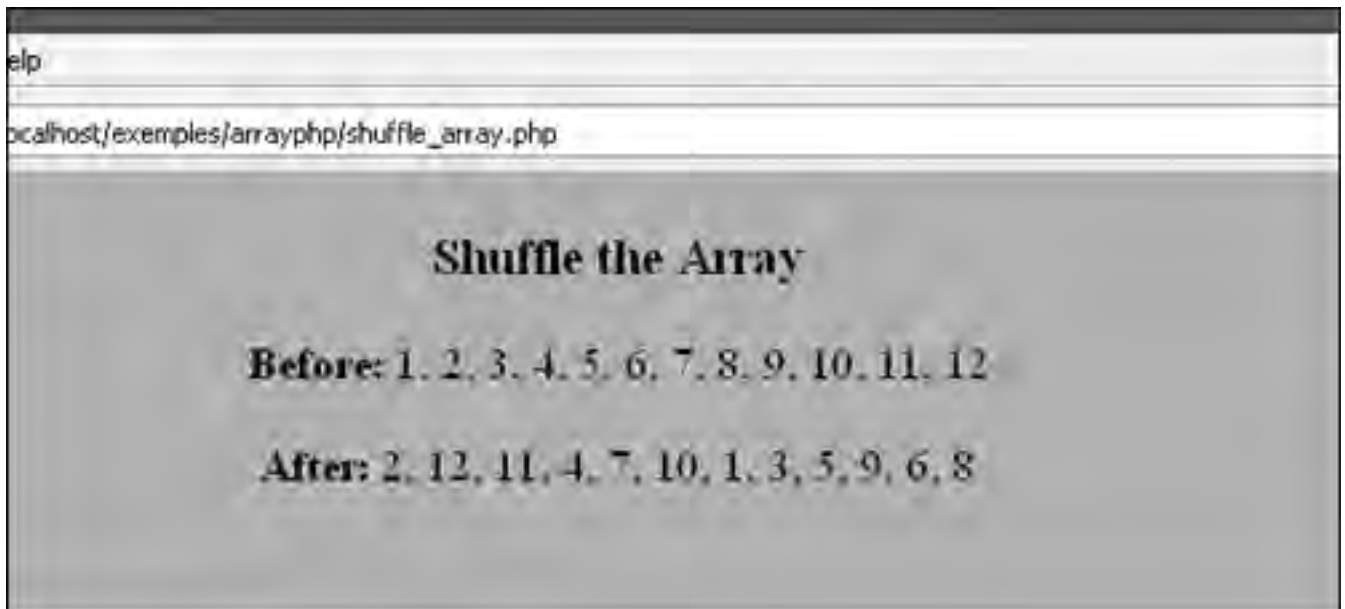 elp
ocalhost/exemples/arrayphp/shuffle_array.php
Shuffle the Array
Before: 1, 2, 3, 4, 5, 6, 7, 8, 9, 10, 11, 12
After: 2, 12, 11, 4, 7, 10, 1, 3, 5, 9, 6, 8